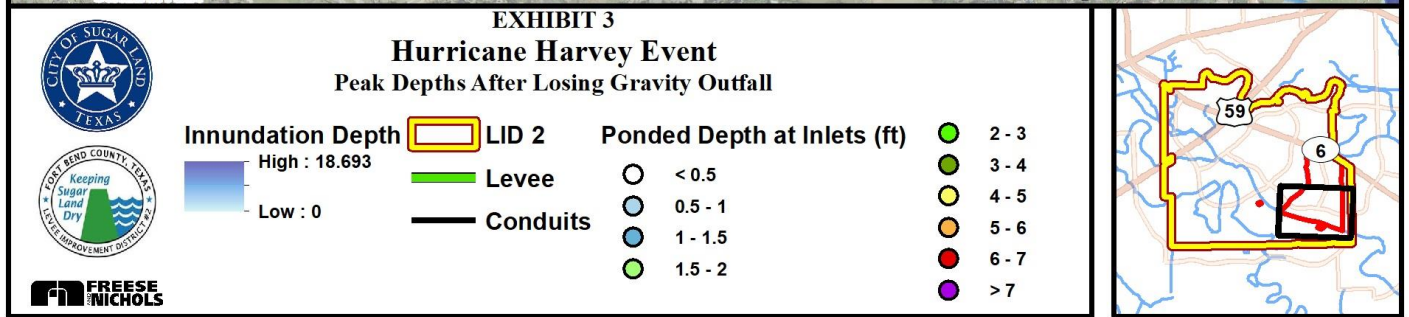 EXHIBIT 3
Hurricane Harvey Event
Peak Depths After Losing Gravity Outfall
CITY OF SUGAR LAND
TEXAS
FORT BEND COUNTY, TEXAS
Keeping
Sugar
Land
Dry
LEVEE IMPROVEMENT DISTRICT #2
FREESE
AND NICHOLS
Innundation Depth
High : 18.693
Low : 0
LID 2
Levee
Conduits
Ponded Depth at Inlets (ft)
< 0.5
0.5 - 1
1 - 1.5
1.5 - 2
2 - 3
3 - 4
4 - 5
5 - 6
6 - 7
> 7
59
6